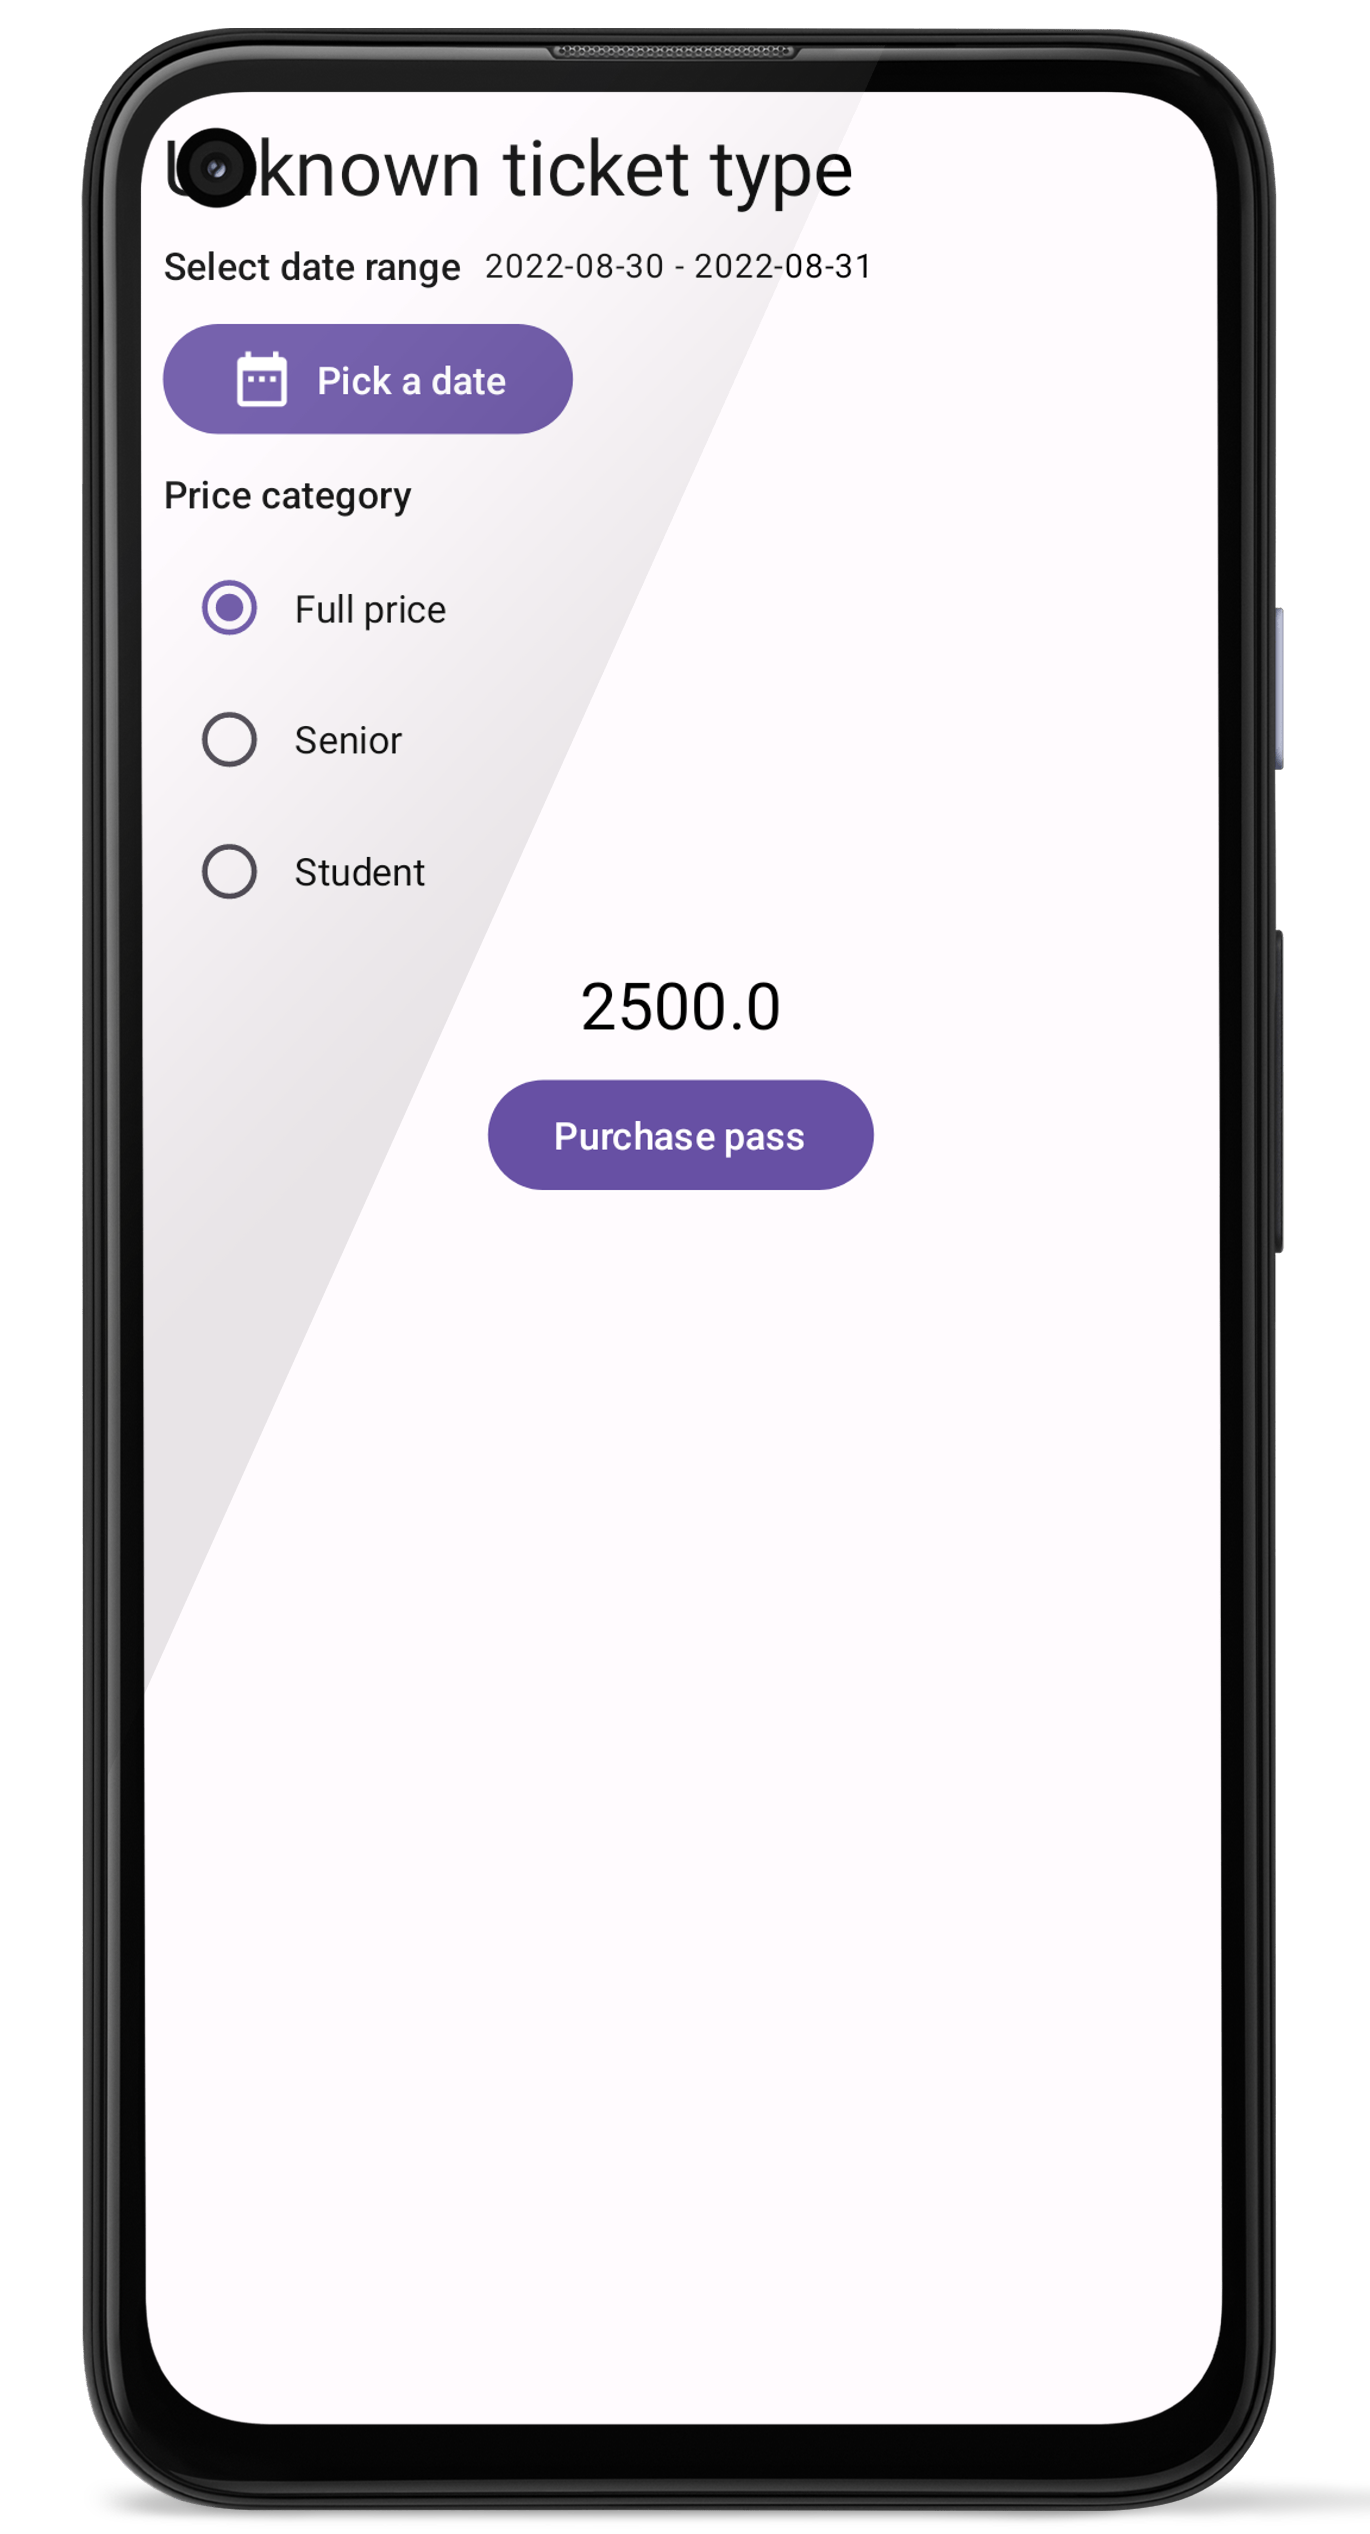 known ticket type
Select date range 2022-08-30 - 2022-08-31
Pick a date
Price category
Full price
Senior
Student
2500.0
Purchase pass